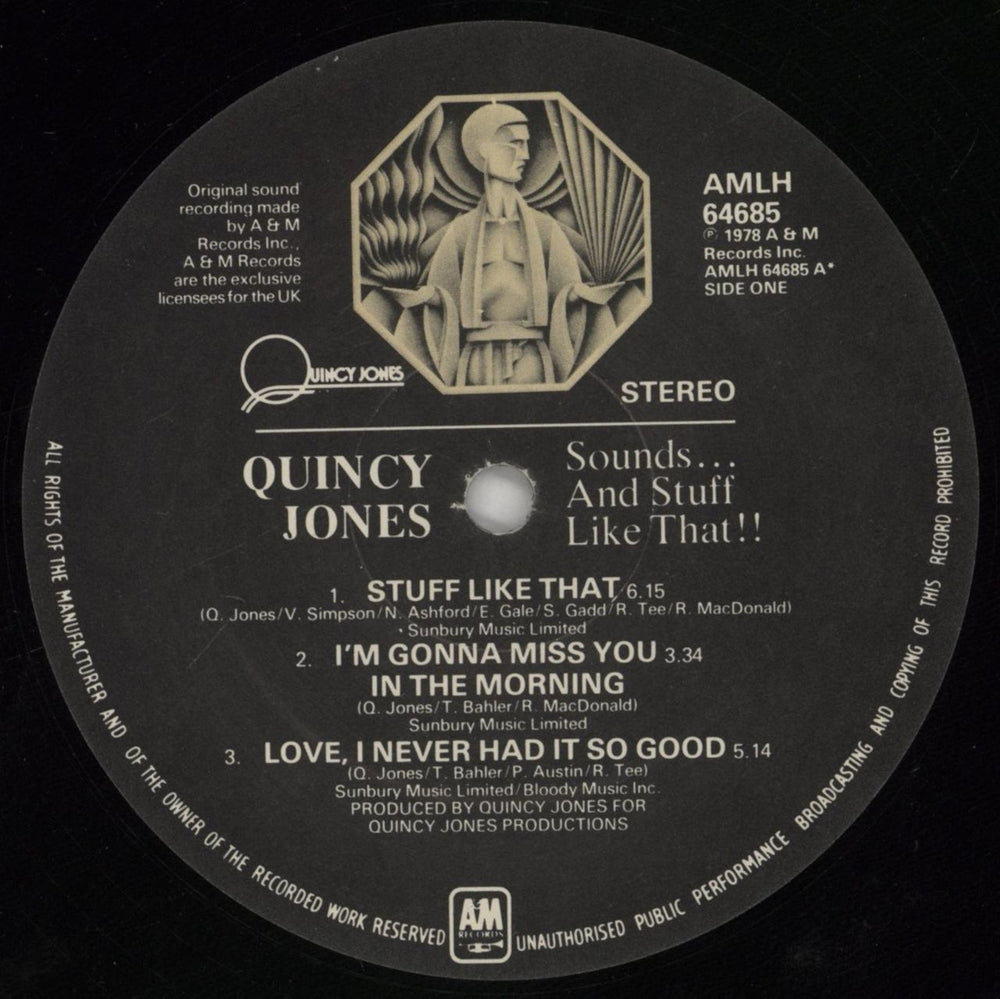 Original sound
recording made
by A & M
Records Inc.,
A & M Records
are the exclusive
licensees for the UK
AMLH
64685
℗ 1978 A & M
Records Inc.
AMLH 64685 A*
SIDE ONE
QUINCY JONES
STEREO
QUINCY
JONES
Sounds...
And Stuff
Like That!!
1. STUFF LIKE THAT 6.15
(Q. Jones/V. Simpson/N. Ashford/E. Gale/S. Gadd/R. Tee/R. MacDonald)
Sunbury Music Limited
2. I'M GONNA MISS YOU 3.34
IN THE MORNING
(Q. Jones/T. Bahler/R. MacDonald)
Sunbury Music Limited
3. LOVE, I NEVER HAD IT SO GOOD 5.14
(Q. Jones/T. Bahler/P. Austin/R. Tee)
Sunbury Music Limited/Bloody Music Inc.
PRODUCED BY QUINCY JONES FOR
QUINCY JONES PRODUCTIONS
ALL RIGHTS OF THE MANUFACTURER AND OF THE OWNER OF THE RECORDED WORK RESERVED
AM
RECORDS
UNAUTHORISED PUBLIC PERFORMANCE BROADCASTING AND COPYING OF THIS RECORD PROHIBITED